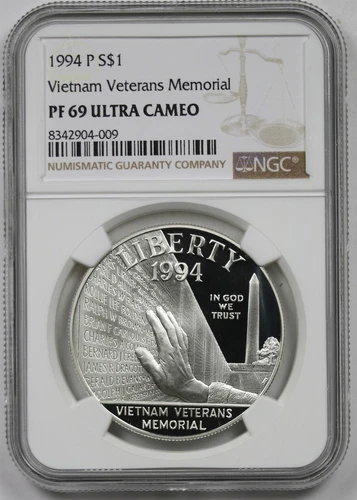 1994 P S$1
Vietnam Veterans Memorial
PF 69 ULTRA CAMEO
8342904-009
NUMISMATIC GUARANTY COMPANY
NGC®
LIBERTY
1994
IN GOD
WE
TRUST
VIETNAM VETERANS
MEMORIAL